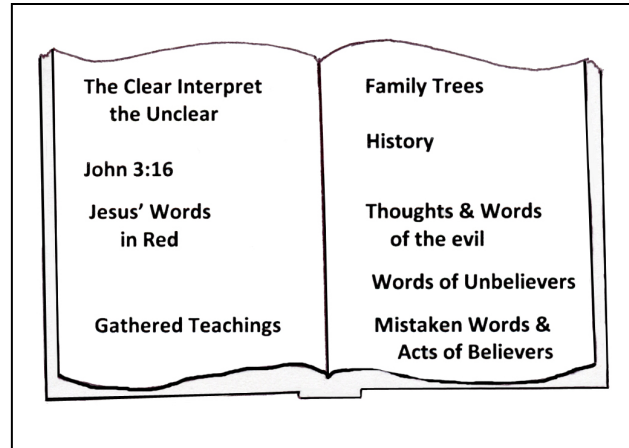 The Clear Interpret
the Unclear
John 3:16
Jesus' Words
in Red
Gathered Teachings
Family Trees
History
Thoughts & Words
of the evil
Words of Unbelievers
Mistaken Words &
Acts of Believers